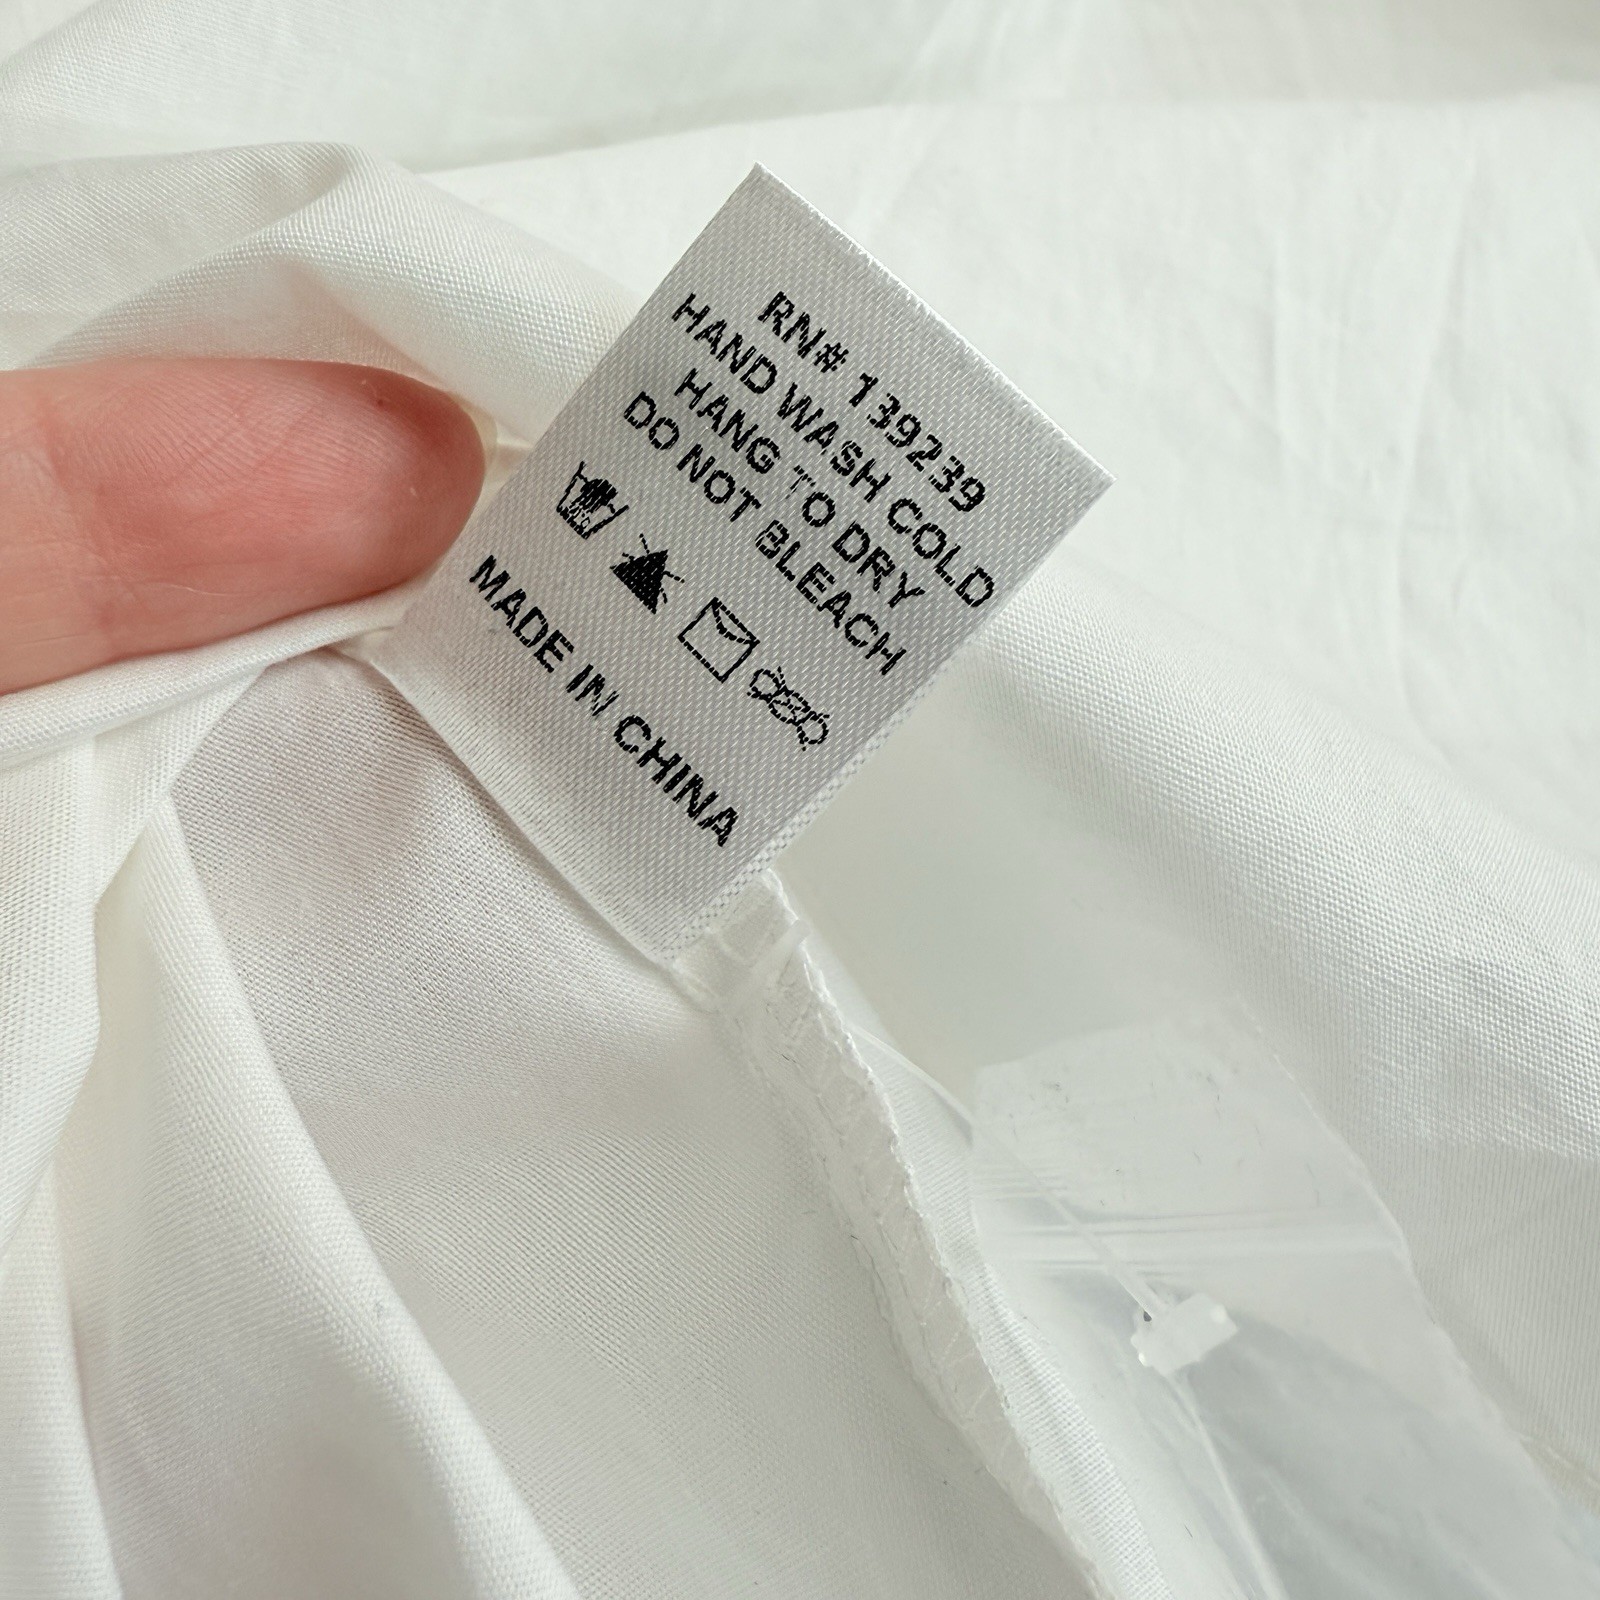 RN# 139239
HAND WASH COLD
HANG TO DRY
DO NOT BLEACH
MADE IN CHINA